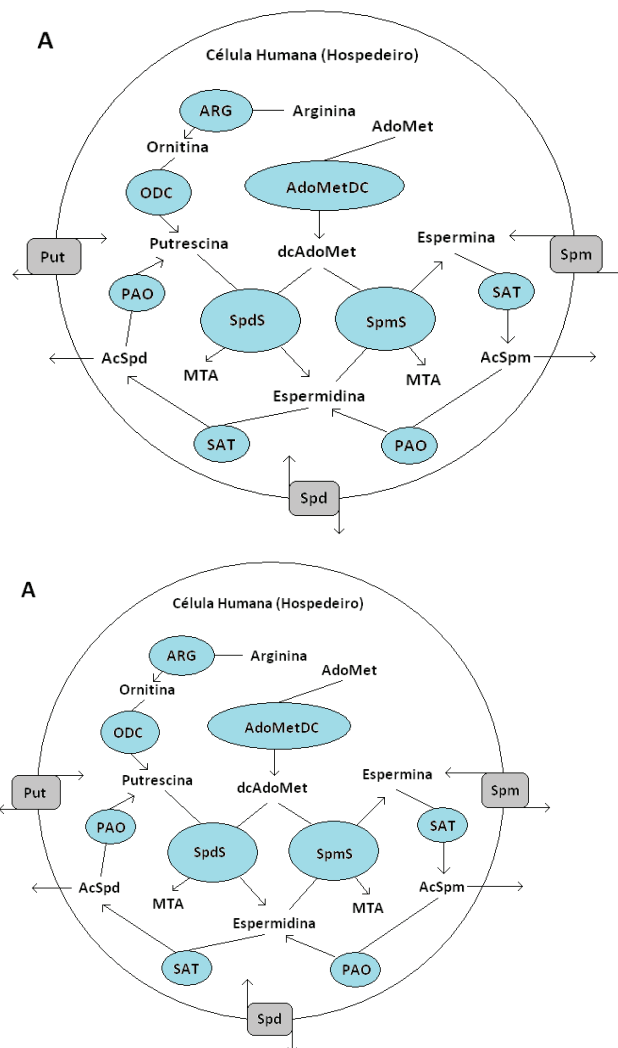 A
Célula Humana (Hospedeiro)
ARG
Arginina
AdoMet
Ornitina
ODC
AdoMetDC
Putrescina
dcAdoMet
Espermina
Put
Spm
PAO
SpdS
SpmS
SAT
AcSpd
MTA
MTA
AcSpm
Espermidina
SAT
PAO
Spd
A
Célula Humana (Hospedeiro)
ARG
Arginina
AdoMet
Ornitina
ODC
AdoMetDC
Putrescina
dcAdoMet
Espermina
Put
Spm
PAO
SpdS
SpmS
SAT
AcSpd
MTA
MTA
AcSpm
Espermidina
SAT
PAO
Spd